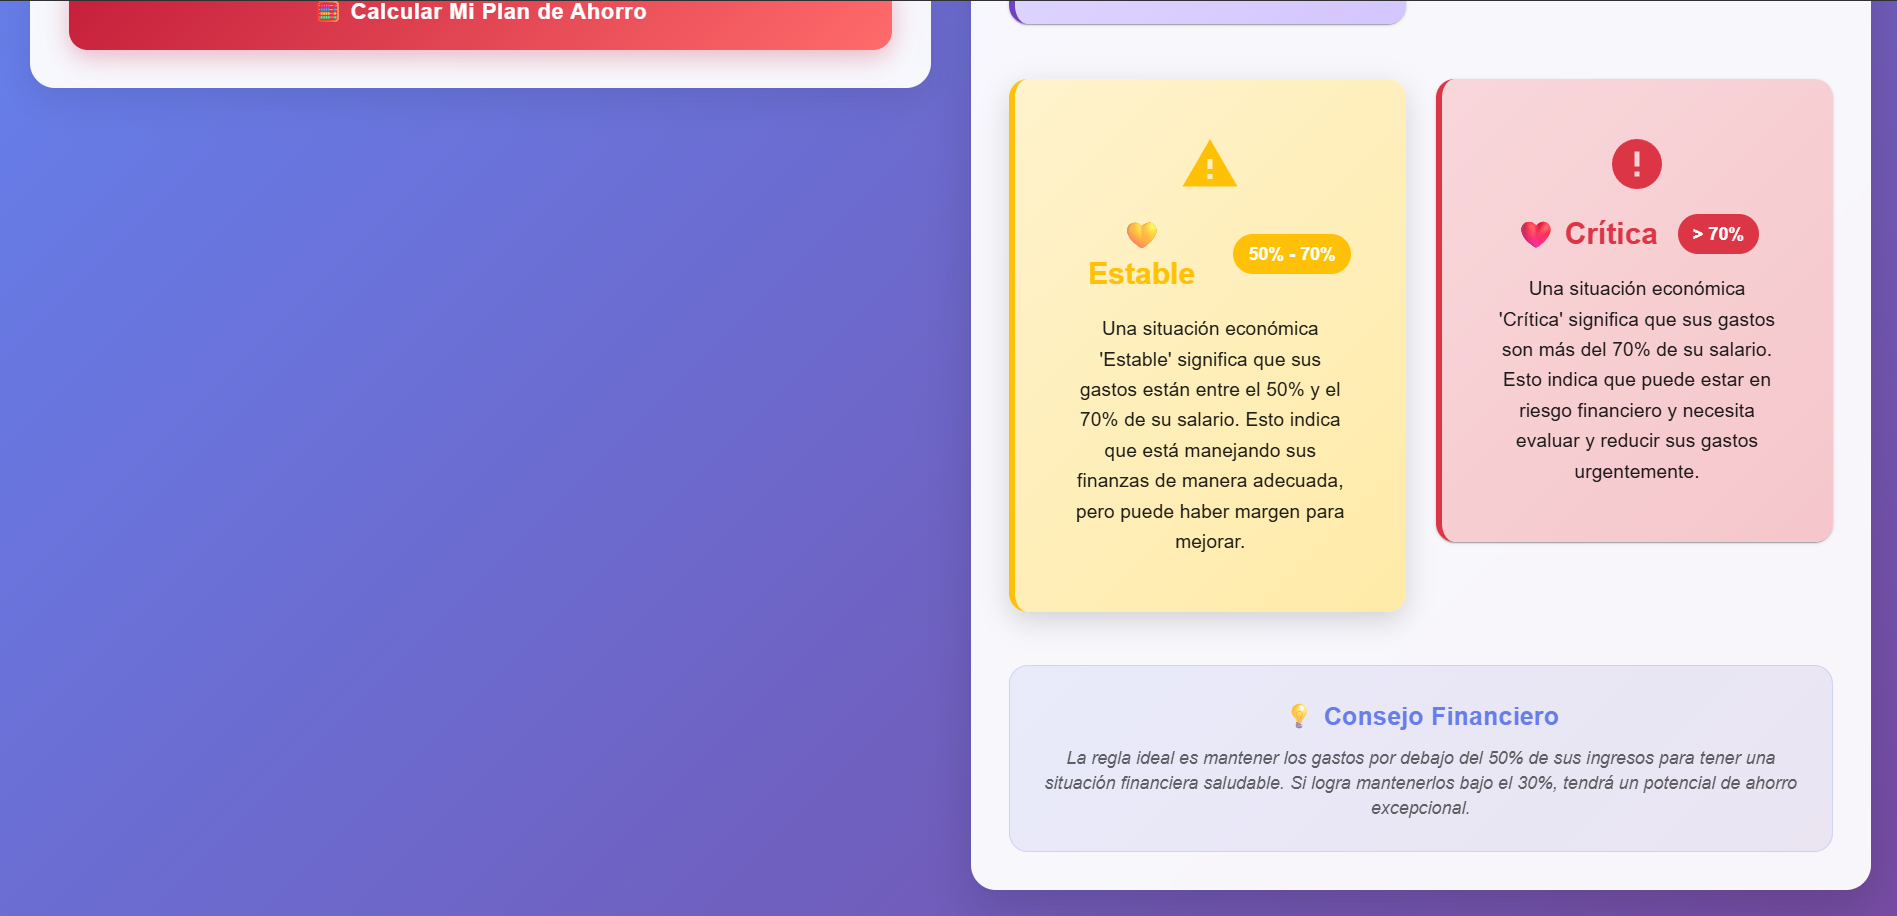 🧮 Calcular Mi Plan de Ahorro
💛
Estable
50% - 70%
Una situación económica
'Estable' significa que sus
gastos están entre el 50% y el
70% de su salario. Esto indica
que está manejando sus
finanzas de manera adecuada,
pero puede haber margen para
mejorar.
❤️ Crítica > 70%
Una situación económica
'Crítica' significa que sus gastos
son más del 70% de su salario.
Esto indica que puede estar en
riesgo financiero y necesita
evaluar y reducir sus gastos
urgentemente.
💡 Consejo Financiero
La regla ideal es mantener los gastos por debajo del 50% de sus ingresos para tener una
situación financiera saludable. Si logra mantenerlos bajo el 30%, tendrá un potencial de ahorro
excepcional.